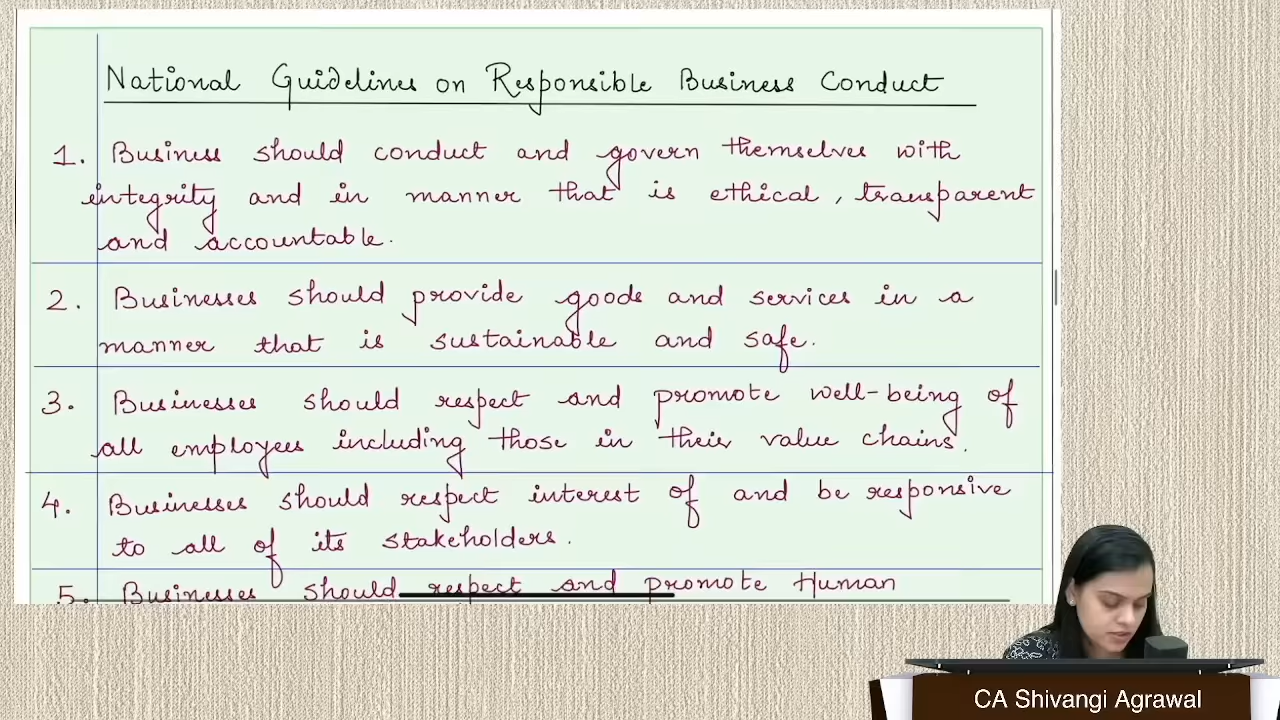 National Guidelines on Responsible Business Conduct
1. Business should conduct and govern themselves with
integrity and in manner that is ethical, transparent
and accountable.
2. Businesses should provide goods and services in a
manner that is sustainable and safe.
3. Businesses should respect and promote well-being of
all employees including those in their value chains.
4. Businesses should respect interest of and be responsive
to all of its stakeholders.
5. Businesses should respect and promote Human
CA Shivangi Agrawal